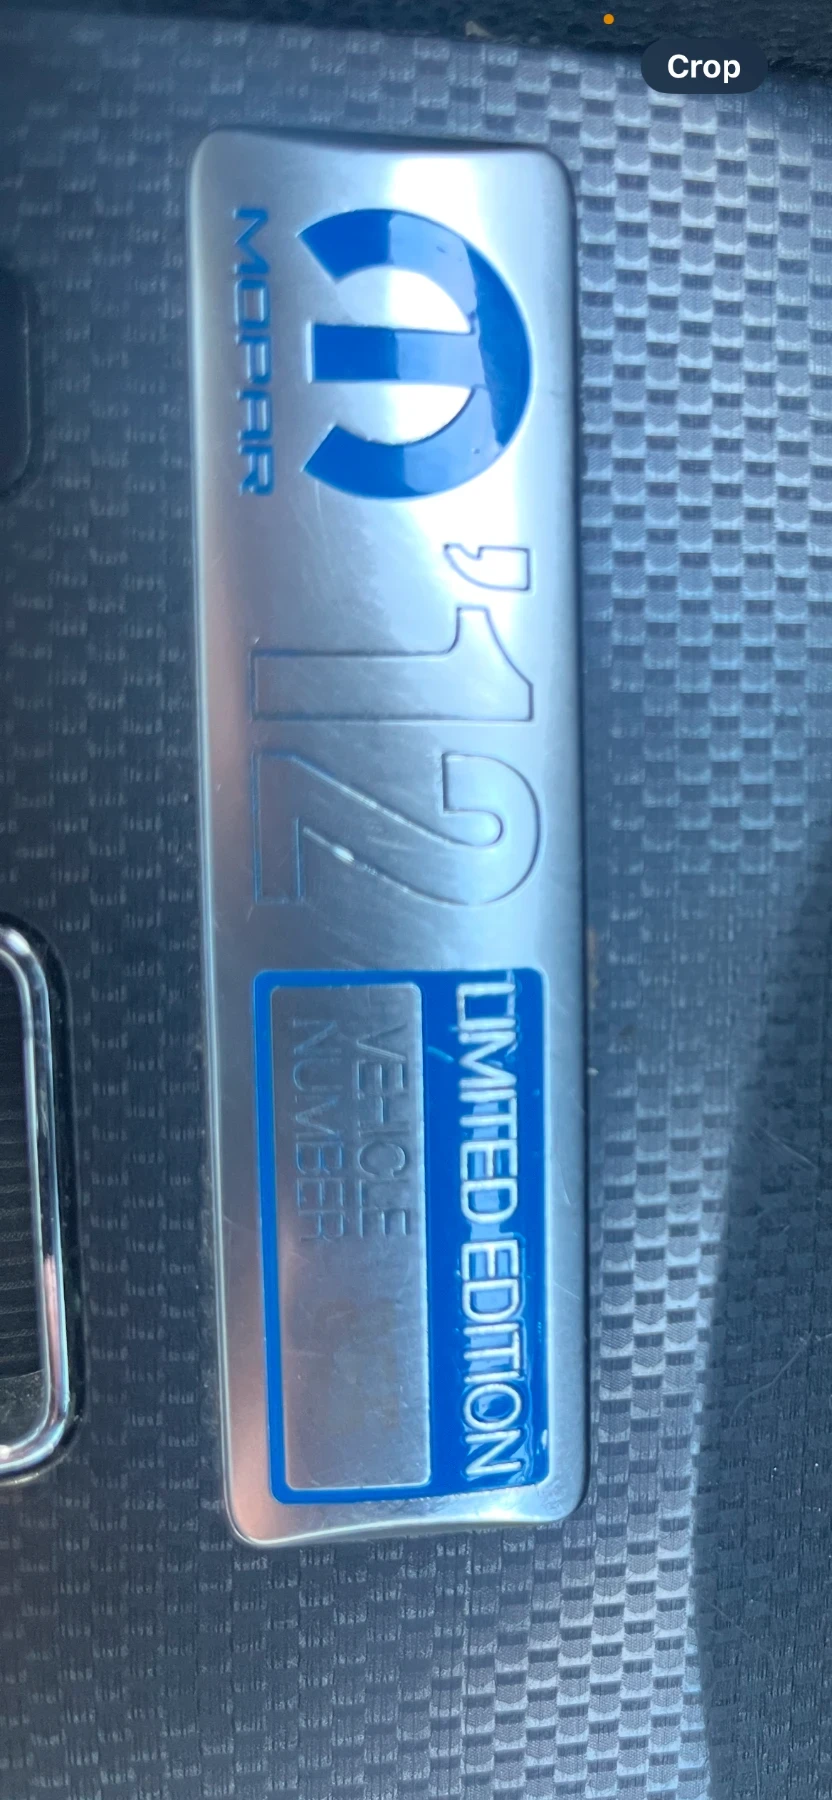 Crop
MOPAR
'12
LIMITED EDITION
VEHICLE
NUMBER